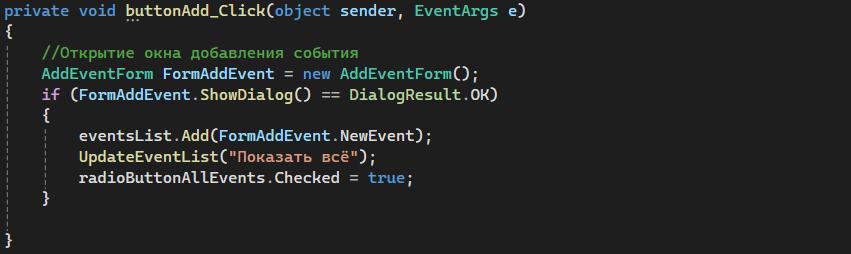 private void buttonAdd_Click(object sender, EventArgs e)
{
//Открытие окна добавления события
AddEventForm FormAddEvent = new AddEventForm();
if (FormAddEvent.ShowDialog() == DialogResult.OK)
{
eventsList.Add(FormAddEvent.NewEvent);
UpdateEventList("Показать всё");
radioButtonAllEvents.Checked = true;
}
}